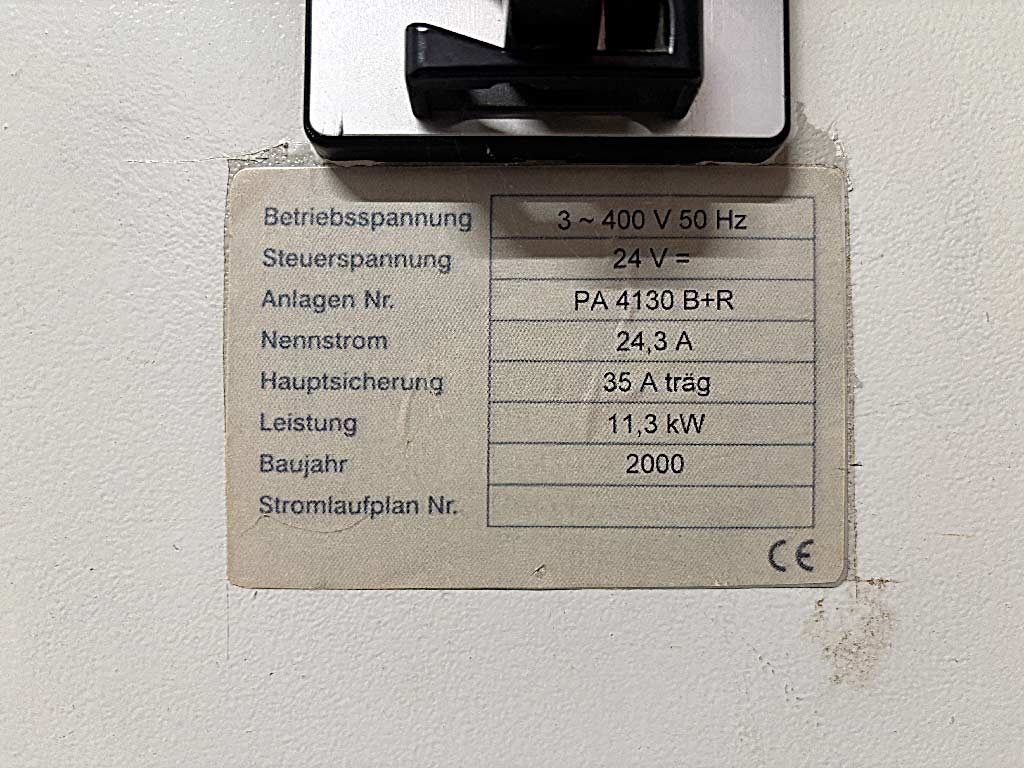 Betriebsspannung 3 ~ 400 V 50 Hz
Steuerspannung 24 V =
Anlagen Nr. PA 4130 B+R
Nennstrom 24,3 A
Hauptsicherung 35 A träg
Leistung 11,3 kW
Baujahr 2000
Stromlaufplan Nr.
CE